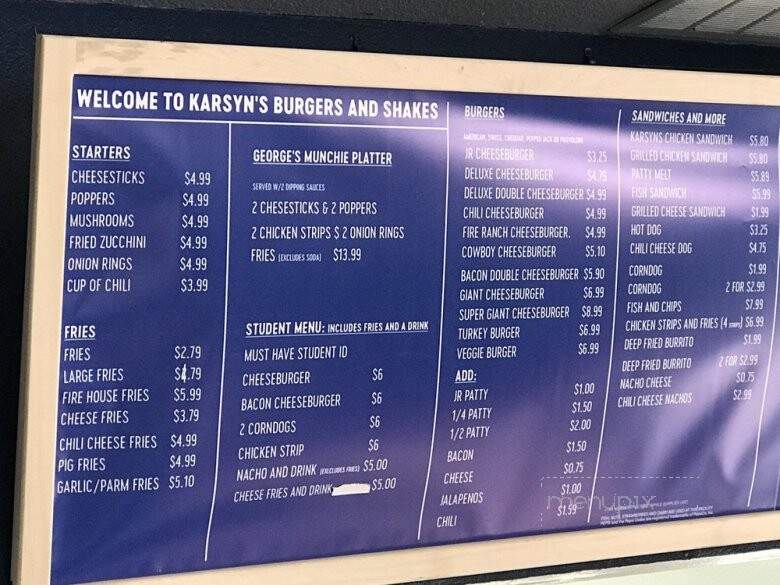 WELCOME TO KARSYN'S BURGERS AND SHAKES
STARTERS
CHEESESTICKS $4.99
POPPERS $4.99
MUSHROOMS $4.99
FRIED ZUCCHINI $4.99
ONION RINGS $4.99
CUP OF CHILI $3.99
FRIES
FRIES $2.79
LARGE FRIES $4.79
FIRE HOUSE FRIES $5.99
CHEESE FRIES $3.79
CHILI CHEESE FRIES $4.99
PIG FRIES $4.99
GARLIC/PARM FRIES $5.10
GEORGE'S MUNCHIE PLATTER
SERVED W/2 DIPPING SAUCES
2 CHESESTICKS & 2 POPPERS
2 CHICKEN STRIPS $ 2 ONION RINGS
FRIES (EXCLUDES SODA) $13.99
STUDENT MENU: INCLUDES FRIES AND A DRINK
MUST HAVE STUDENT ID
CHEESEBURGER $6
BACON CHEESEBURGER $6
2 CORNDOGS $6
CHICKEN STRIP $6
NACHO AND DRINK (EXCLUDES FRIES) $5.00
CHEESE FRIES AND DRINK $5.00
BURGERS
AMERICAN, SWISS, CHEDDAR, PEPPER JACK OR PROVOLONE
JR CHEESEBURGER $3.25
DELUXE CHEESEBURGER $4.75
DELUXE DOUBLE CHEESEBURGER $4.99
CHILI CHEESEBURGER $4.99
FIRE RANCH CHEESEBURGER. $4.99
COWBOY CHEESEBURGER $5.10
BACON DOUBLE CHEESEBURGER $5.90
GIANT CHEESEBURGER $6.99
SUPER GIANT CHEESEBURGER $8.99
TURKEY BURGER $6.99
VEGGIE BURGER $6.99
ADD:
JR PATTY $1.00
1/4 PATTY $1.50
1/2 PATTY $2.00
BACON $1.50
CHEESE $0.75
JALAPENOS $1.00
CHILI $1.59
SANDWICHES AND MORE
KARSYNS CHICKEN SANDWICH $5.80
GRILLED CHICKEN SANDWICH $5.80
PATTY MELT $5.89
FISH SANDWICH $5.99
GRILLED CHEESE SANDWICH $1.99
HOT DOG $3.25
CHILI CHEESE DOG $4.75
CORNDOG $1.99
CORNDOG 2 FOR $2.99
FISH AND CHIPS $7.99
CHICKEN STRIPS AND FRIES (4 STRIPS) $6.99
DEEP FRIED BURRITO $1.99
DEEP FRIED BURRITO 2 FOR $2.99
NACHO CHEESE $0.75
CHILI CHEESE NACHOS $2.99
menupix